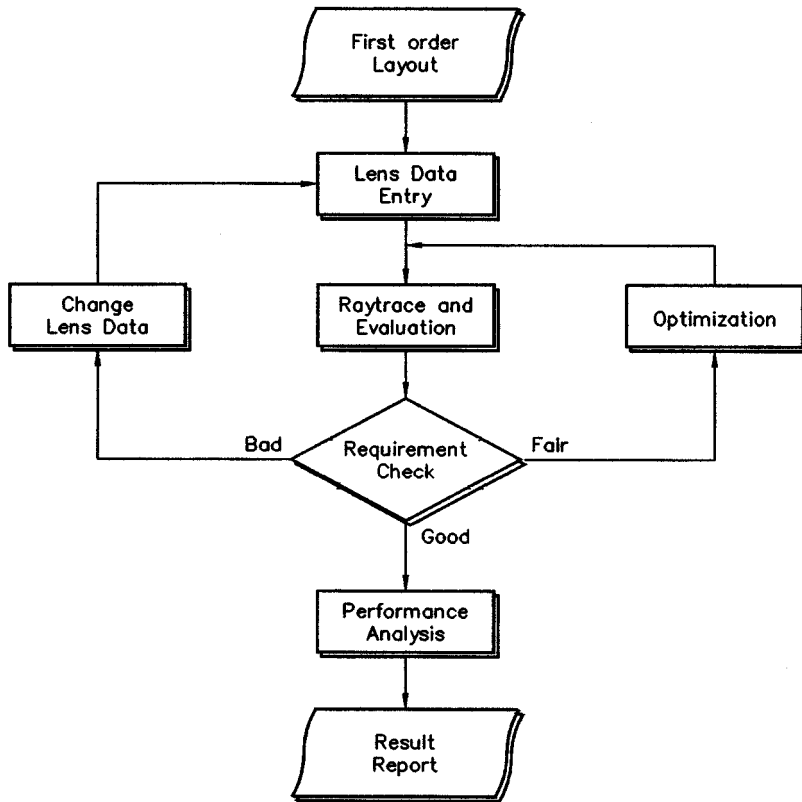 First order
Layout
Lens Data
Entry
Change
Lens Data
Raytrace and
Evaluation
Optimization
Bad
Requirement
Check
Fair
Good
Performance
Analysis
Result
Report